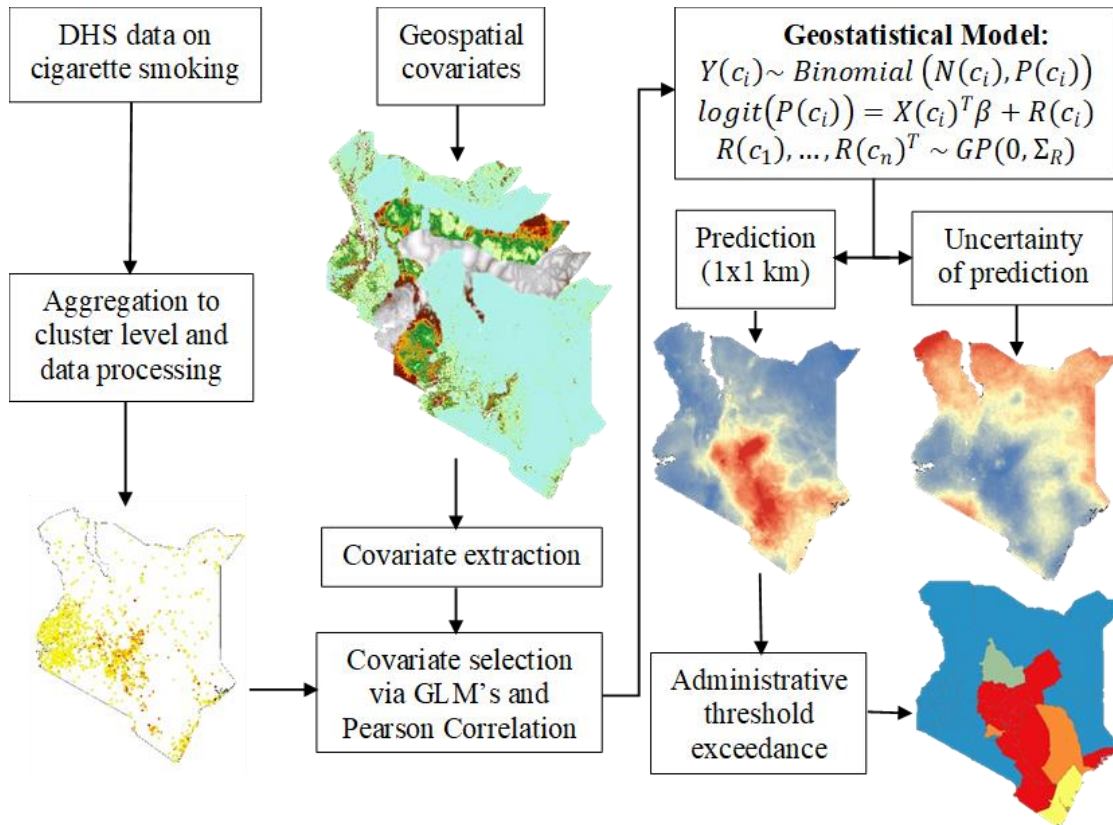 DHS data on
cigarette smoking
Geospatial
covariates
Geostatistical Model:
Y(c_i)~ Binomial (N(c_i), P(c_i))
logit(P(c_i)) = X(c_i)^T β + R(c_i)
R(c_1), … , R(c_n)^T ~ GP(0, Σ_R)
Aggregation to
cluster level and
data processing
Prediction
(1x1 km)
Uncertainty
of prediction
Covariate extraction
Covariate selection
via GLM's and
Pearson Correlation
Administrative
threshold
exceedance